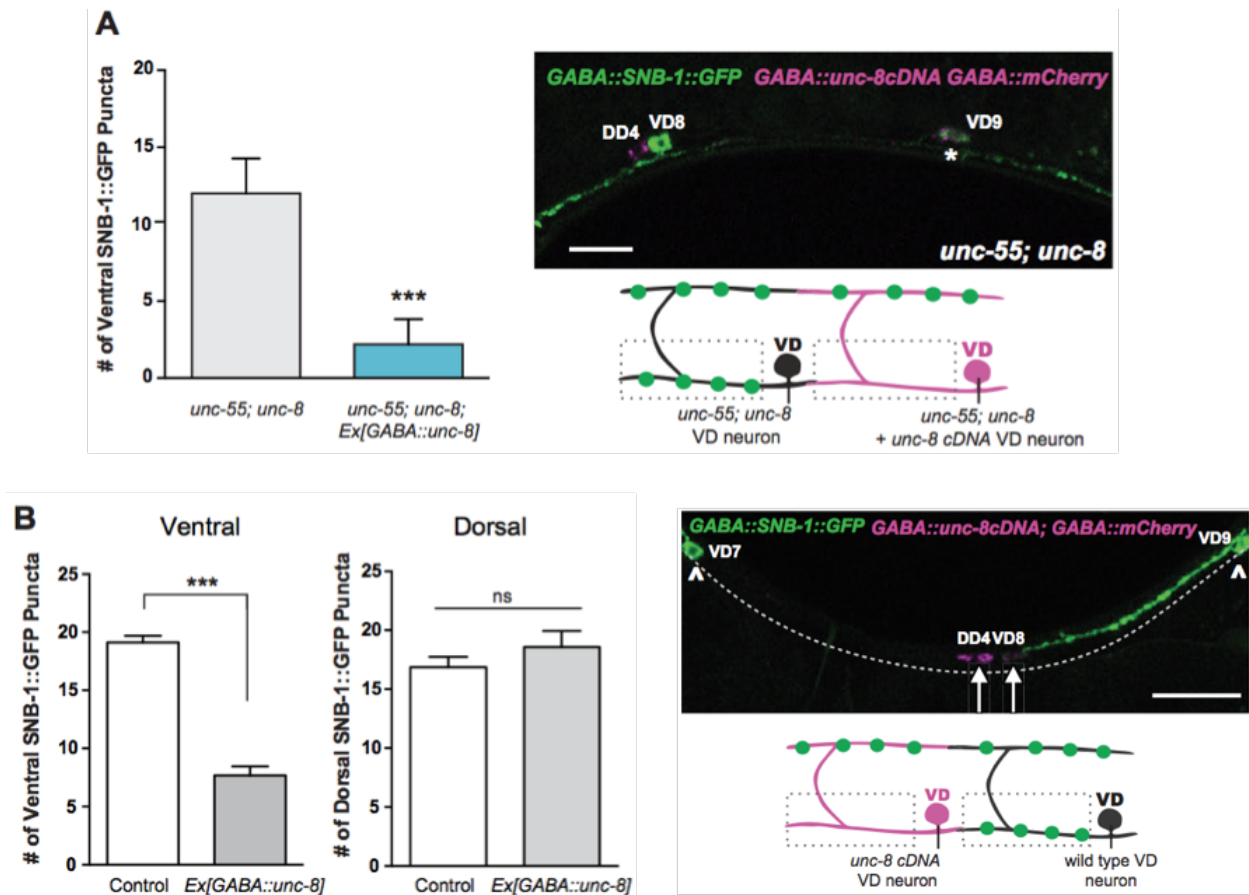 A
# of Ventral SNB-1::GFP Puncta
20
15
10
5
0
***
unc-55; unc-8
unc-55; unc-8;
Ex[GABA::unc-8]
GABA::SNB-1::GFP GABA::unc-8cDNA GABA::mCherry
DD4
VD8
VD9
*
unc-55; unc-8
VD
VD
unc-55; unc-8
VD neuron
unc-55; unc-8
+ unc-8 cDNA VD neuron
B
Ventral
# of Ventral SNB-1::GFP Puncta
25
20
15
10
5
0
***
Control
Ex[GABA::unc-8]
Dorsal
# of Dorsal SNB-1::GFP Puncta
25
20
15
10
5
0
ns
Control
Ex[GABA::unc-8]
GABA::SNB-1::GFP GABA::unc-8cDNA; GABA::mCherry
VD7
VD9
DD4 VD8
VD
VD
unc-8 cDNA
VD neuron
wild type VD
neuron